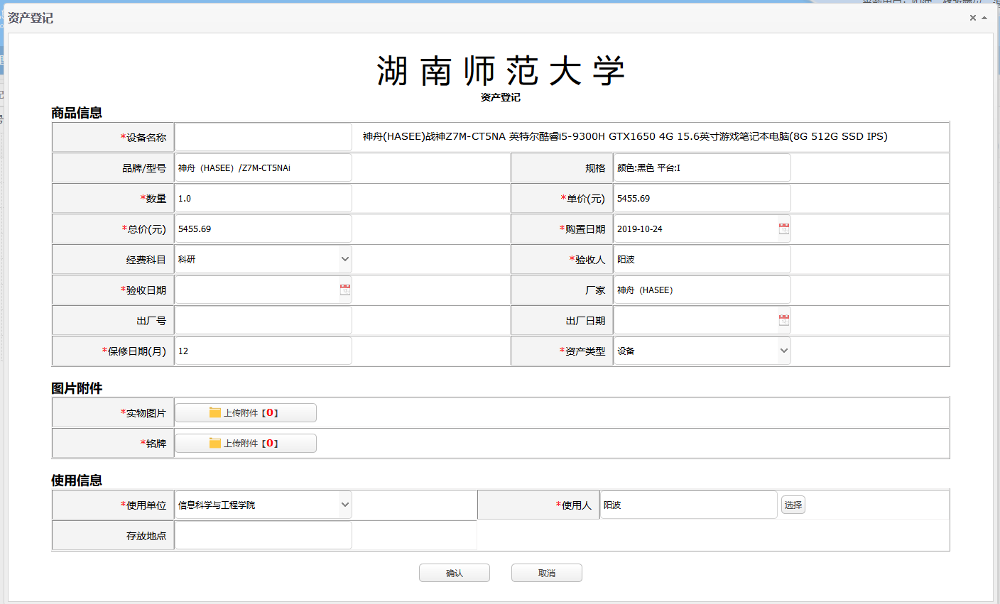 资产登记
湖南师范大学
资产登记
商品信息
*设备名称 神舟(HASEE)战神Z7M-CT5NA 英特尔酷睿i5-9300H GTX1650 4G 15.6英寸游戏笔记本电脑(8G 512G SSD IPS)
品牌/型号 神舟（HASEE）/Z7M-CT5NAi 规格 颜色:黑色 平台:I
*数量 1.0 *单价(元) 5455.69
*总价(元) 5455.69 *购置日期 2019-10-24
经费科目 科研 *验收人 阳波
*验收日期 厂家 神舟（HASEE）
出厂号 出厂日期
*保修日期(月) 12 *资产类型 设备
图片附件
*实物图片 上传附件【0】
*铭牌 上传附件【0】
使用信息
*使用单位 信息科学与工程学院 *使用人 阳波 选择
存放地点
确认 取消